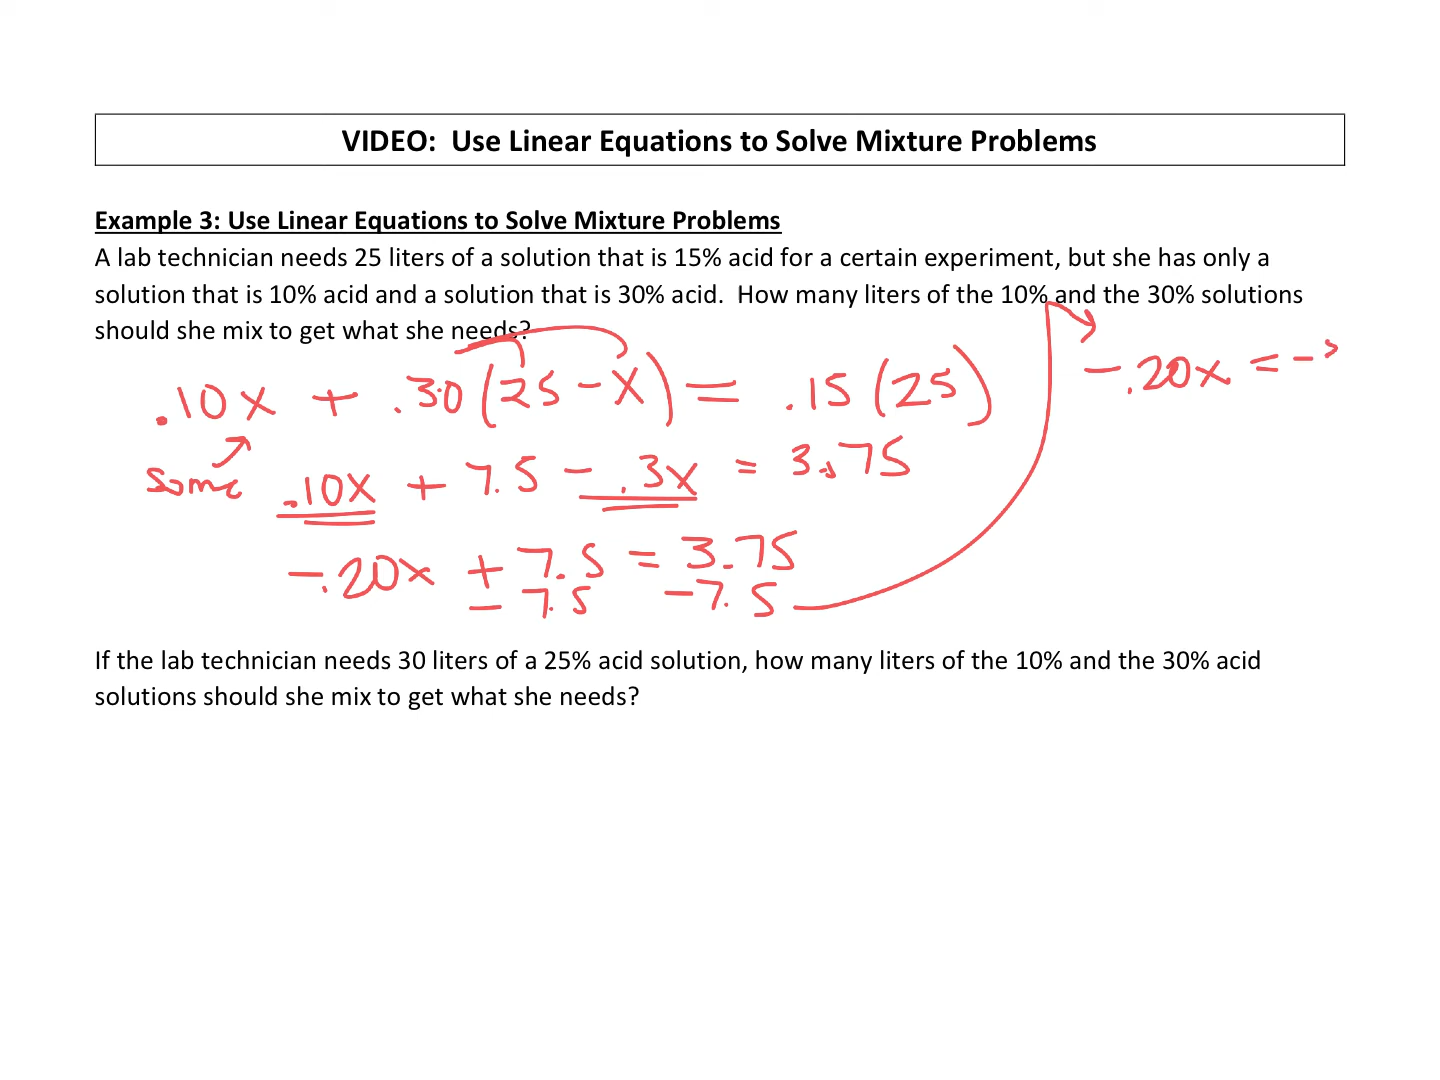 VIDEO: Use Linear Equations to Solve Mixture Problems
Example 3: Use Linear Equations to Solve Mixture Problems
A lab technician needs 25 liters of a solution that is 15% acid for a certain experiment, but she has only a
solution that is 10% acid and a solution that is 30% acid. How many liters of the 10% and the 30% solutions
should she mix to get what she needs?
.10x + .30(25 - x) = .15(25)
-.20x = -
some
.10x + 7.5 - .3x = 3.75
-.20x + 7.5 = 3.75
- 7.5 -7.5
If the lab technician needs 30 liters of a 25% acid solution, how many liters of the 10% and the 30% acid
solutions should she mix to get what she needs?